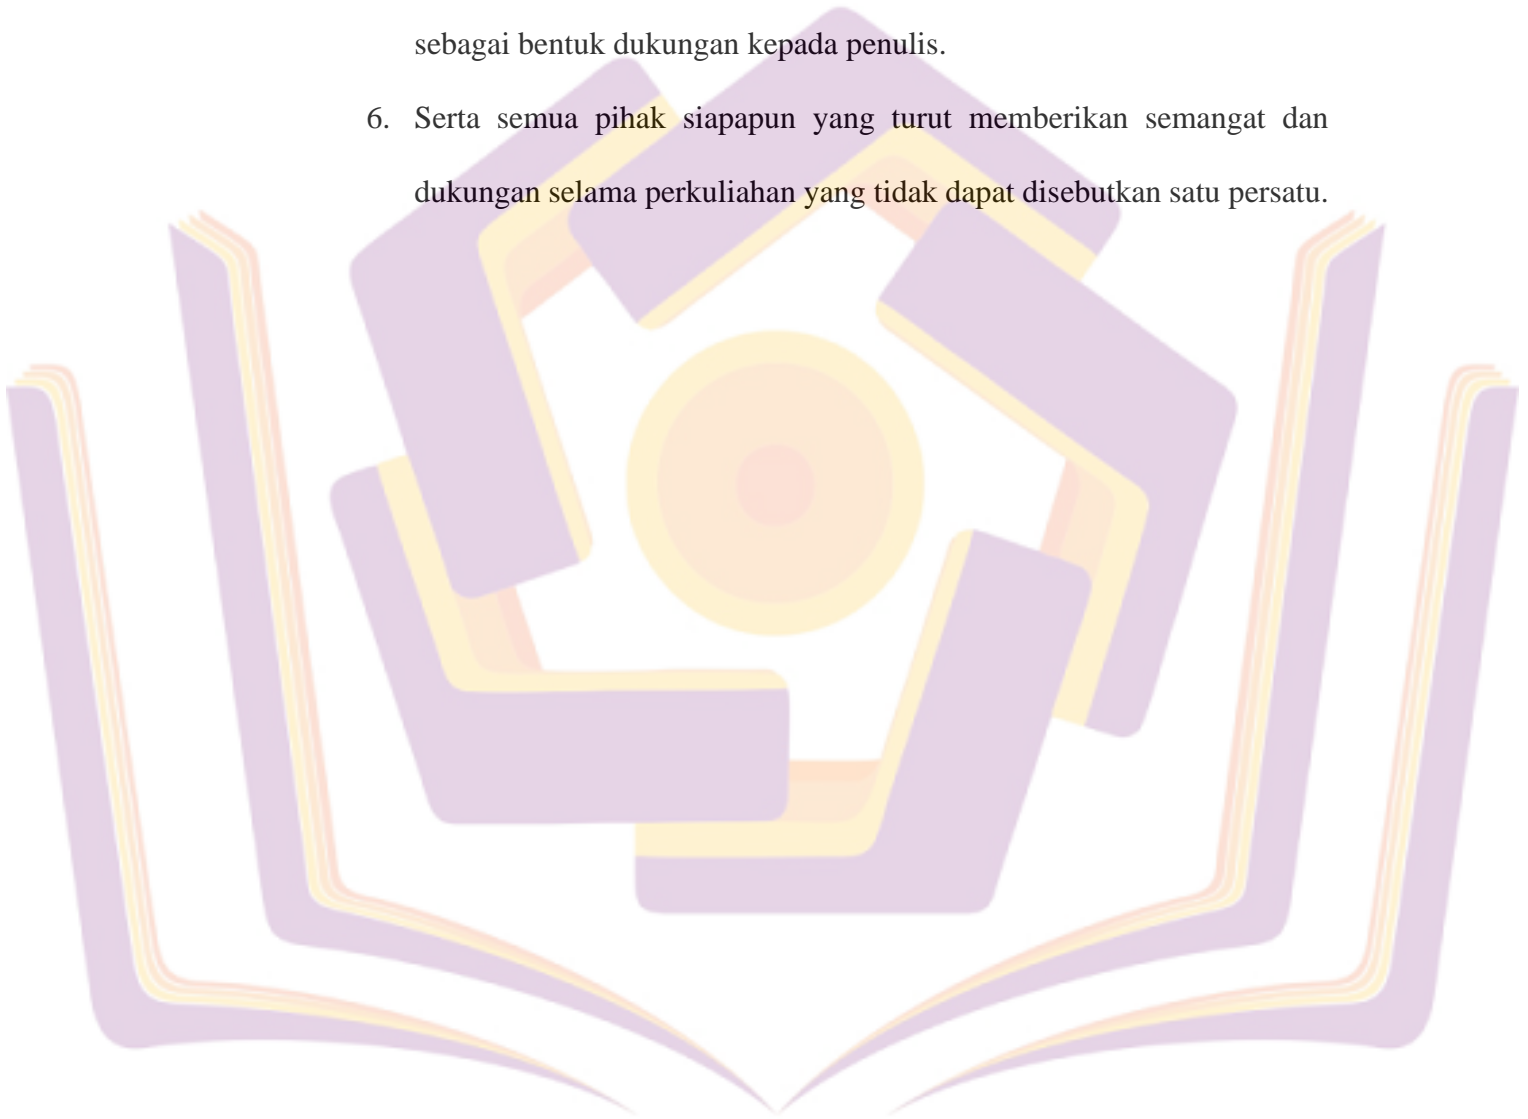 sebagai bentuk dukungan kepada penulis.
6. Serta semua pihak siapapun yang turut memberikan semangat dan
dukungan selama perkuliahan yang tidak dapat disebutkan satu persatu.